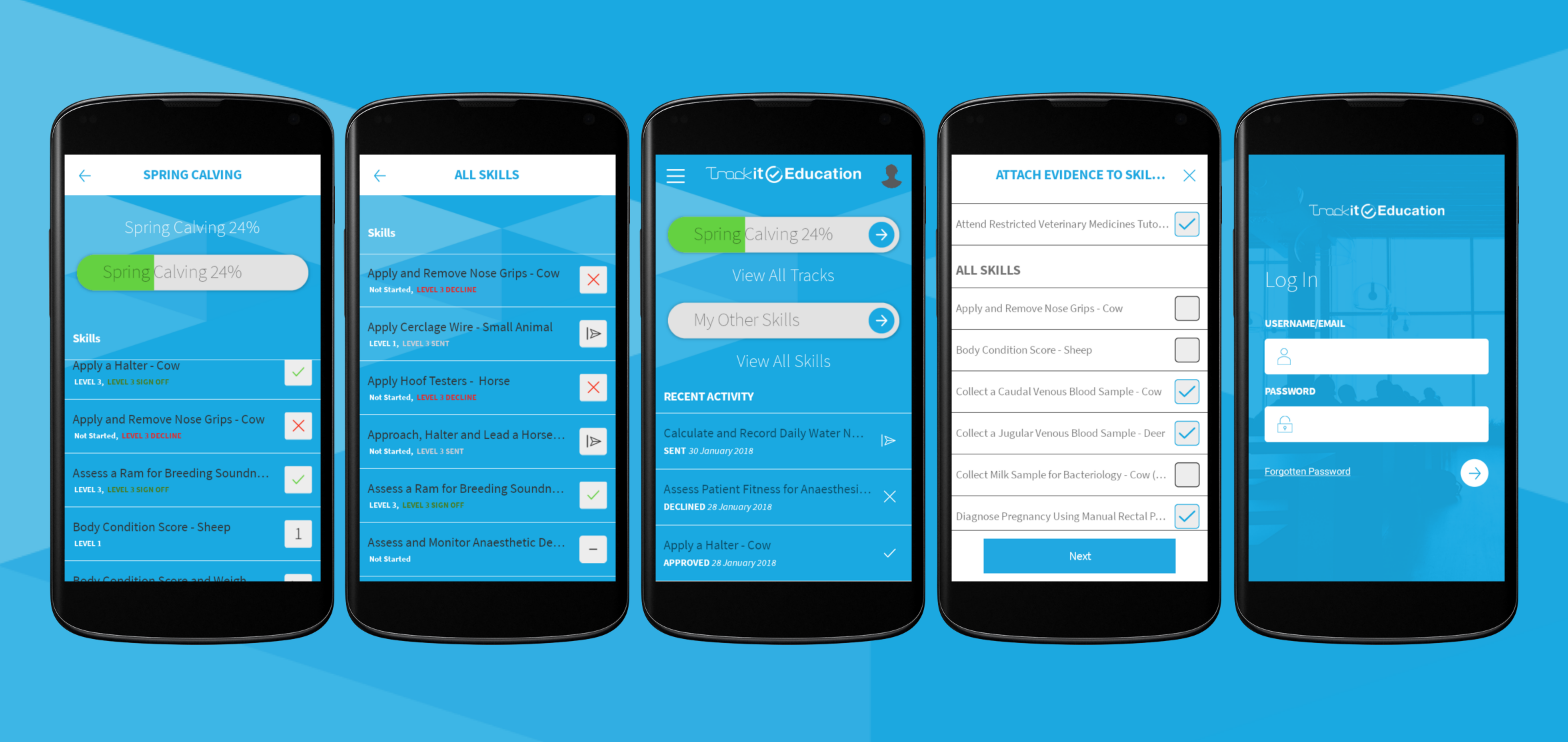 SPRING CALVING
Spring Calving 24%
Spring Calving 24%
Skills
Apply a Halter - Cow
LEVEL 3, LEVEL 3 SIGN OFF
Apply and Remove Nose Grips - Cow
Not Started, LEVEL 3 DECLINE
Assess a Ram for Breeding Soundn...
LEVEL 3, LEVEL 3 SIGN OFF
Body Condition Score - Sheep
LEVEL 1
1
Body Condition Score and Weigh
ALL SKILLS
Skills
Apply and Remove Nose Grips - Cow
Not Started, LEVEL 3 DECLINE
Apply Cerclage Wire - Small Animal
LEVEL 1, LEVEL 3 SENT
Apply Hoof Testers - Horse
Not Started, LEVEL 3 DECLINE
Approach, Halter and Lead a Horse...
Not Started, LEVEL 3 SENT
Assess a Ram for Breeding Soundn...
LEVEL 3, LEVEL 3 SIGN OFF
Assess and Monitor Anaesthetic De...
Not Started
Trackit Education
Spring Calving 24%
View All Tracks
My Other Skills
View All Skills
RECENT ACTIVITY
Calculate and Record Daily Water N...
SENT 30 January 2018
Assess Patient Fitness for Anaesthesi...
DECLINED 28 January 2018
Apply a Halter - Cow
APPROVED 28 January 2018
ATTACH EVIDENCE TO SKIL...
Attend Restricted Veterinary Medicines Tuto...
ALL SKILLS
Apply and Remove Nose Grips - Cow
Body Condition Score - Sheep
Collect a Caudal Venous Blood Sample - Cow
Collect a Jugular Venous Blood Sample - Deer
Collect Milk Sample for Bacteriology - Cow (...
Diagnose Pregnancy Using Manual Rectal P...
Next
Trackit Education
Log In
USERNAME/EMAIL
PASSWORD
Forgotten Password